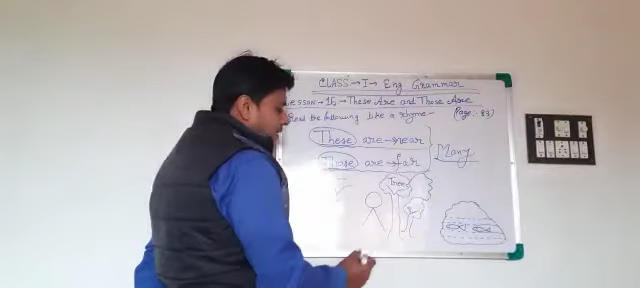 CLASS → I → Eng Grammar
LESSON → 15 → These Are and Those Are
Read the following like a rhyme - (Page:- 83)
These are → near
Those are → far
Many
Trees